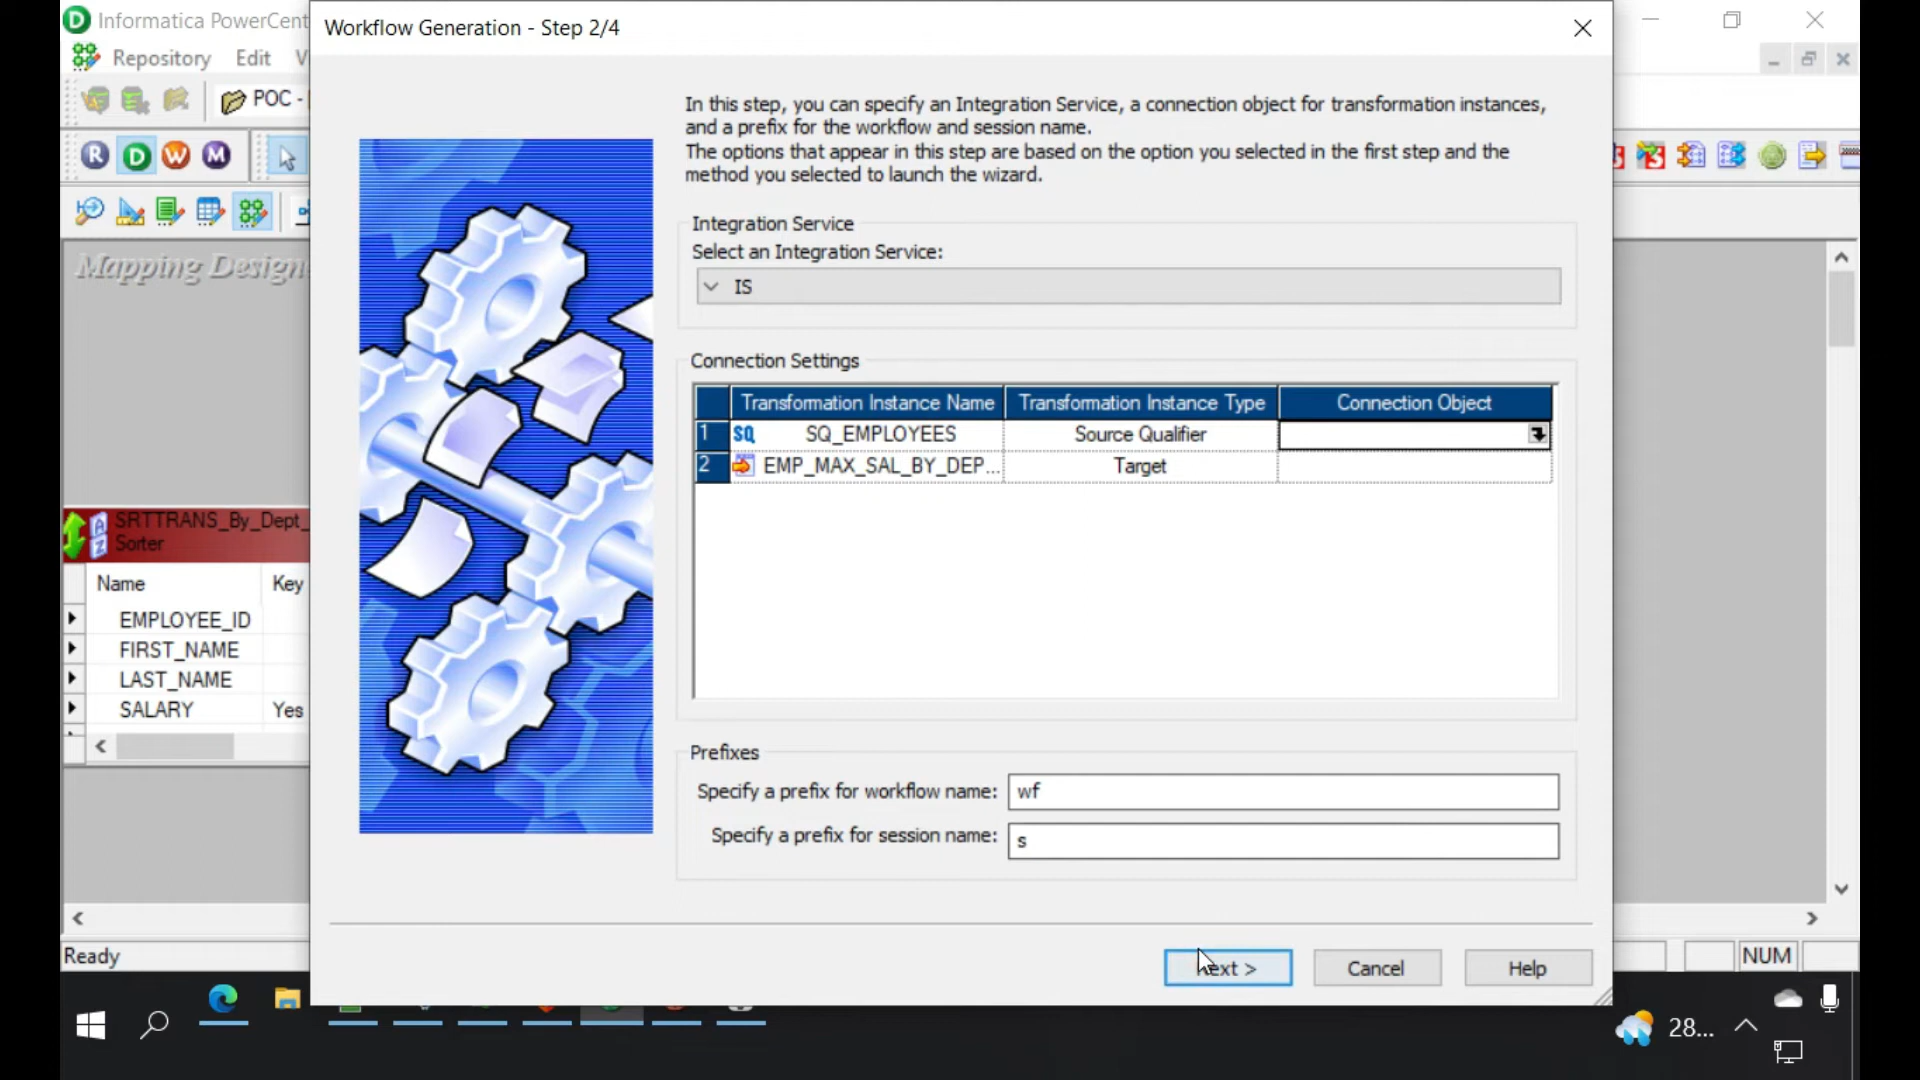 Informatica PowerCent
Workflow Generation - Step 2/4
Repository Edit V
POC -
In this step, you can specify an Integration Service, a connection object for transformation instances,
and a prefix for the workflow and session name.
The options that appear in this step are based on the option you selected in the first step and the
method you selected to launch the wizard.
R D W M
Integration Service
Select an Integration Service:
IS
Mapping Design
Connection Settings
Transformation Instance Name Transformation Instance Type Connection Object
1 SQ SQ_EMPLOYEES Source Qualifier
2 EMP_MAX_SAL_BY_DEP... Target
SRTTRANS_By_Dept_
Sorter
Name Key
EMPLOYEE_ID
FIRST_NAME
LAST_NAME
SALARY Yes
Prefixes
Specify a prefix for workflow name: wf
Specify a prefix for session name: s
Next > Cancel Help
Ready
NUM
28...